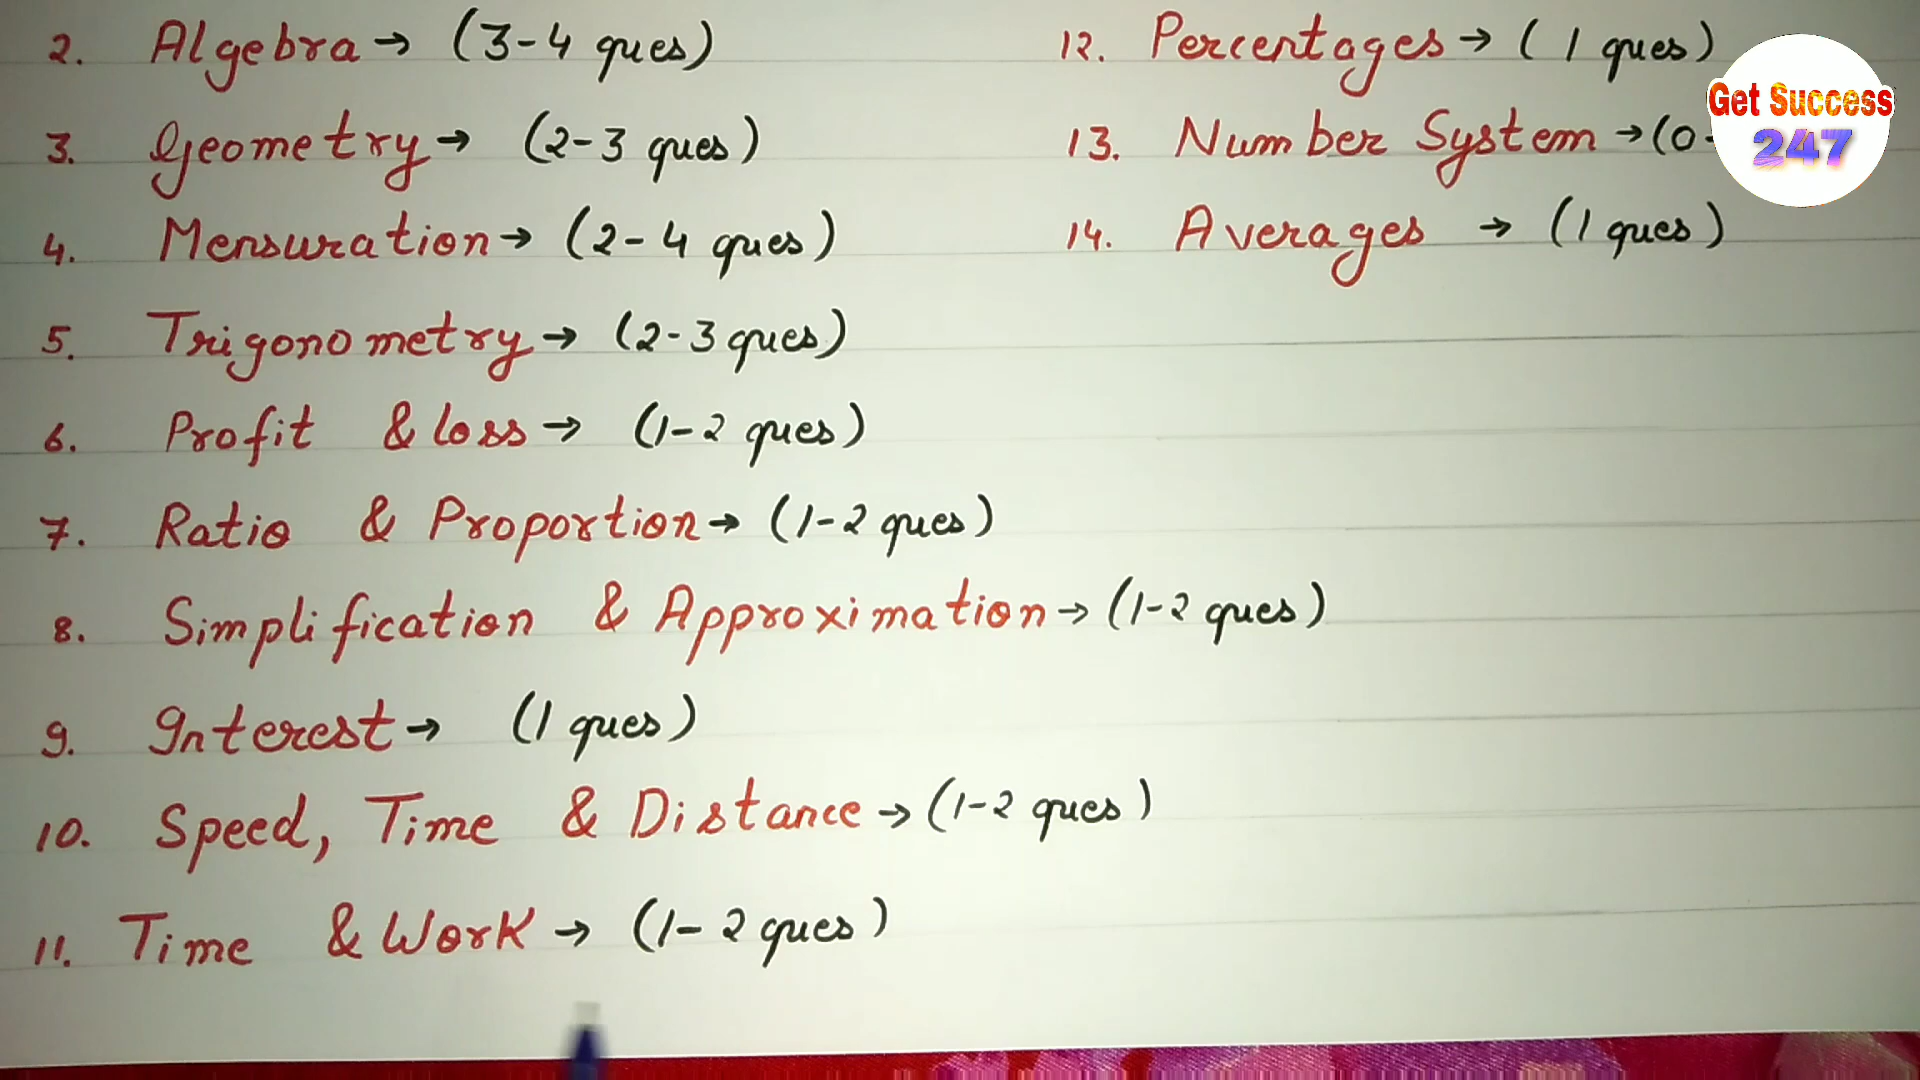 2. Algebra → (3-4 ques)
3. Geometry → (2-3 ques)
4. Mensuration → (2-4 ques)
5. Trigonometry → (2-3 ques)
6. Profit & loss → (1-2 ques)
7. Ratio & Proportion → (1-2 ques)
8. Simplification & Approximation → (1-2 ques)
9. Interest → (1 ques)
10. Speed, Time & Distance → (1-2 ques)
11. Time & Work → (1-2 ques)
12. Percentages → (1 ques)
13. Number System → (0-
14. Averages → (1 ques)
Get Success
247